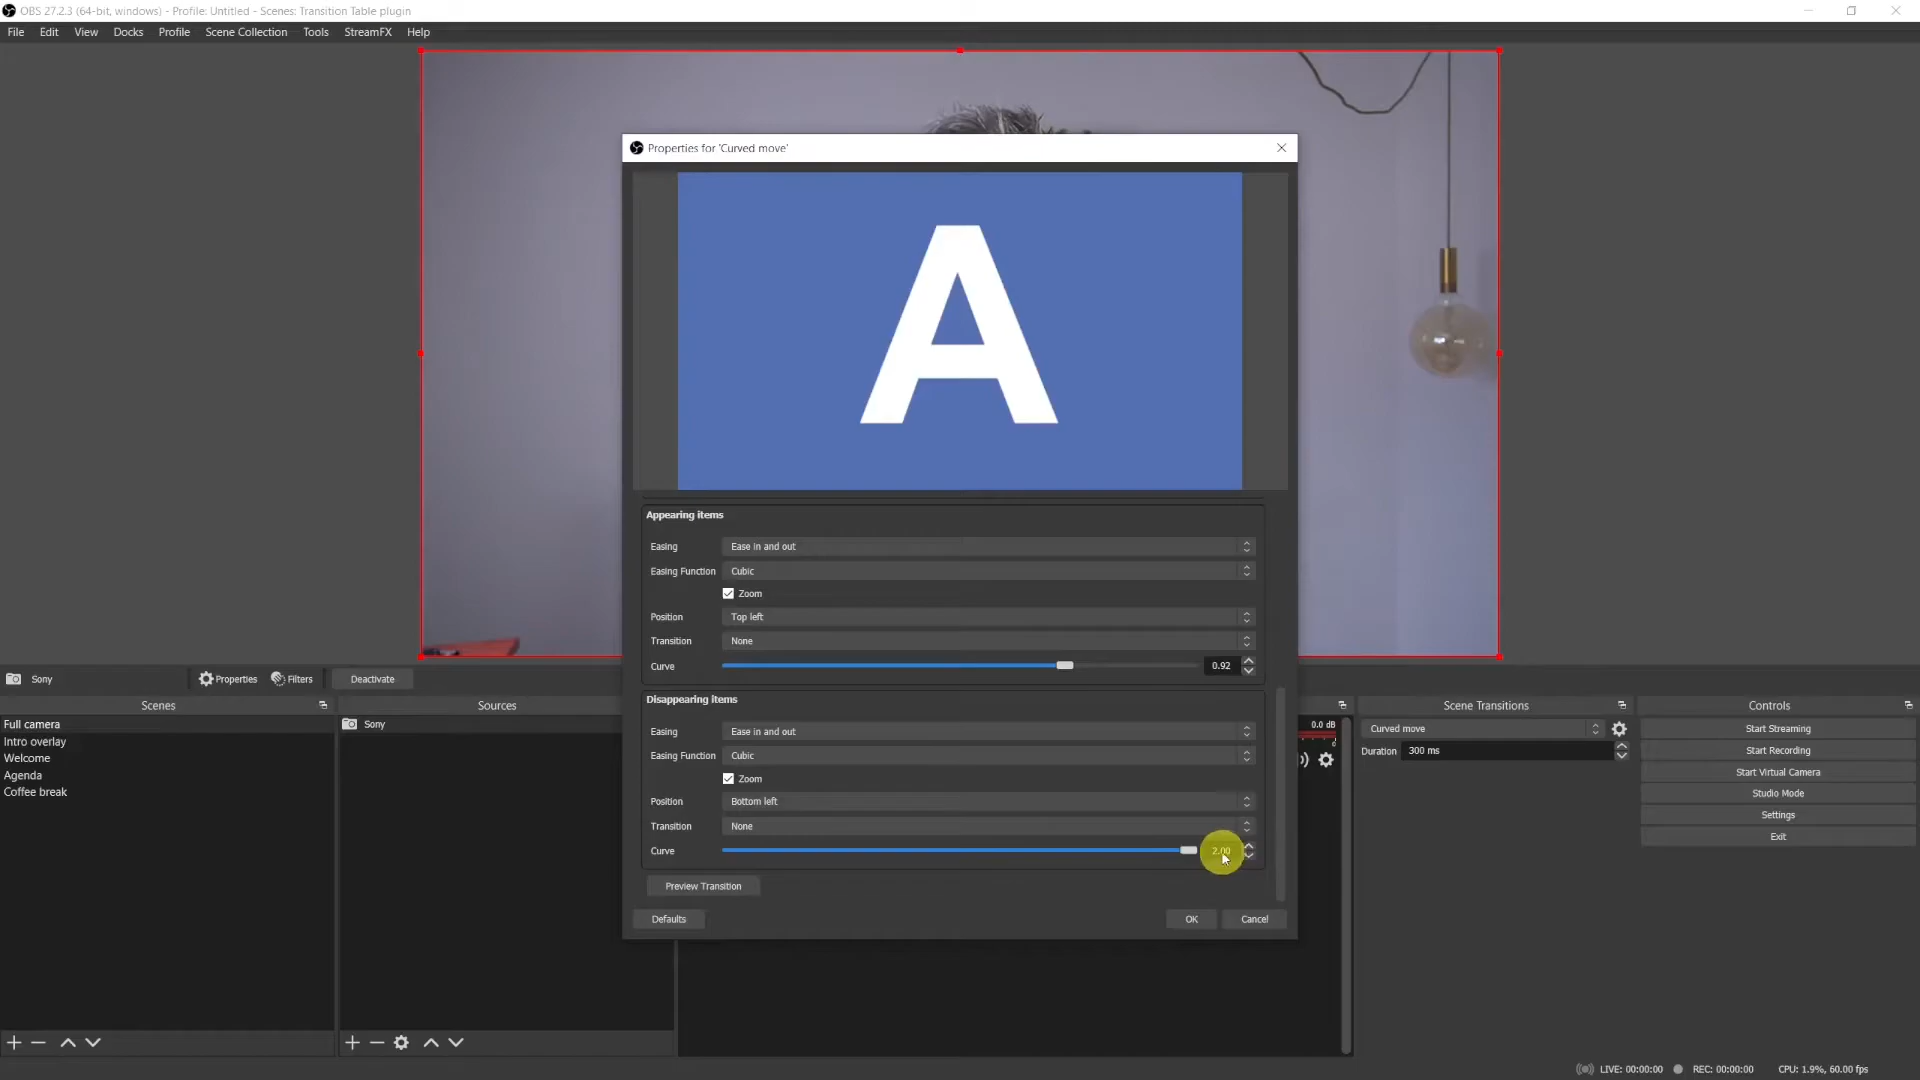 OBS 27.2.3 (64-bit, windows) - Profile: Untitled - Scenes: Transition Table plugin
File Edit View Docks Profile Scene Collection Tools StreamFX Help
Properties for 'Curved move'
A
Appearing items
Easing Ease in and out
Easing Function Cubic
Zoom
Position Top left
Transition None
Curve 0.92
Disappearing items
Easing Ease in and out
Easing Function Cubic
Zoom
Position Bottom left
Transition None
Curve 2.00
Preview Transition
Defaults OK Cancel
Sony Properties Filters Deactivate
Scenes
Full camera
Intro overlay
Welcome
Agenda
Coffee break
Sources
Sony
0.0 dB
Scene Transitions
Curved move
Duration 300 ms
Controls
Start Streaming
Start Recording
Start Virtual Camera
Studio Mode
Settings
Exit
LIVE: 00:00:00 REC: 00:00:00 CPU: 1.9%, 60.00 fps